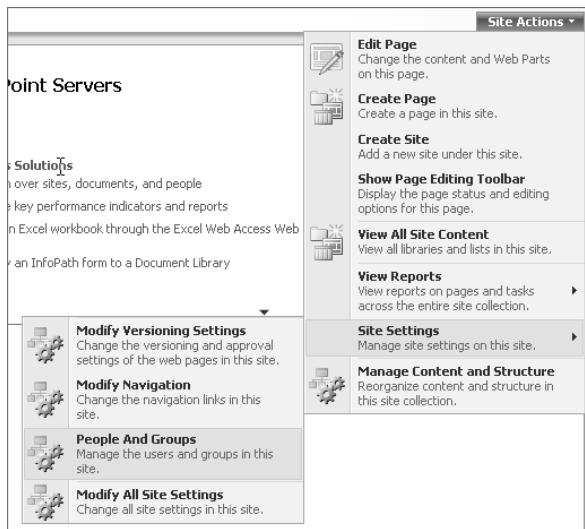 Site Actions
Edit Page
Change the content and Web Parts
on this page.
Create Page
Create a page in this site.
Create Site
Add a new site under this site.
Show Page Editing Toolbar
Display the page status and editing
options for this page.
View All Site Content
View all libraries and lists in this site.
View Reports
View reports on pages and tasks
across the entire site collection.
Site Settings
Manage site settings on this site.
Manage Content and Structure
Reorganize content and structure in
this site collection.
Point Servers
s Solutions
n over sites, documents, and people
e key performance indicators and reports
n Excel workbook through the Excel Web Access Web
y an InfoPath form to a Document Library
Modify Versioning Settings
Change the versioning and approval
settings of the web pages in this site.
Modify Navigation
Change the navigation links in this
site.
People And Groups
Manage the users and groups in this
site.
Modify All Site Settings
Change all site settings in this site.